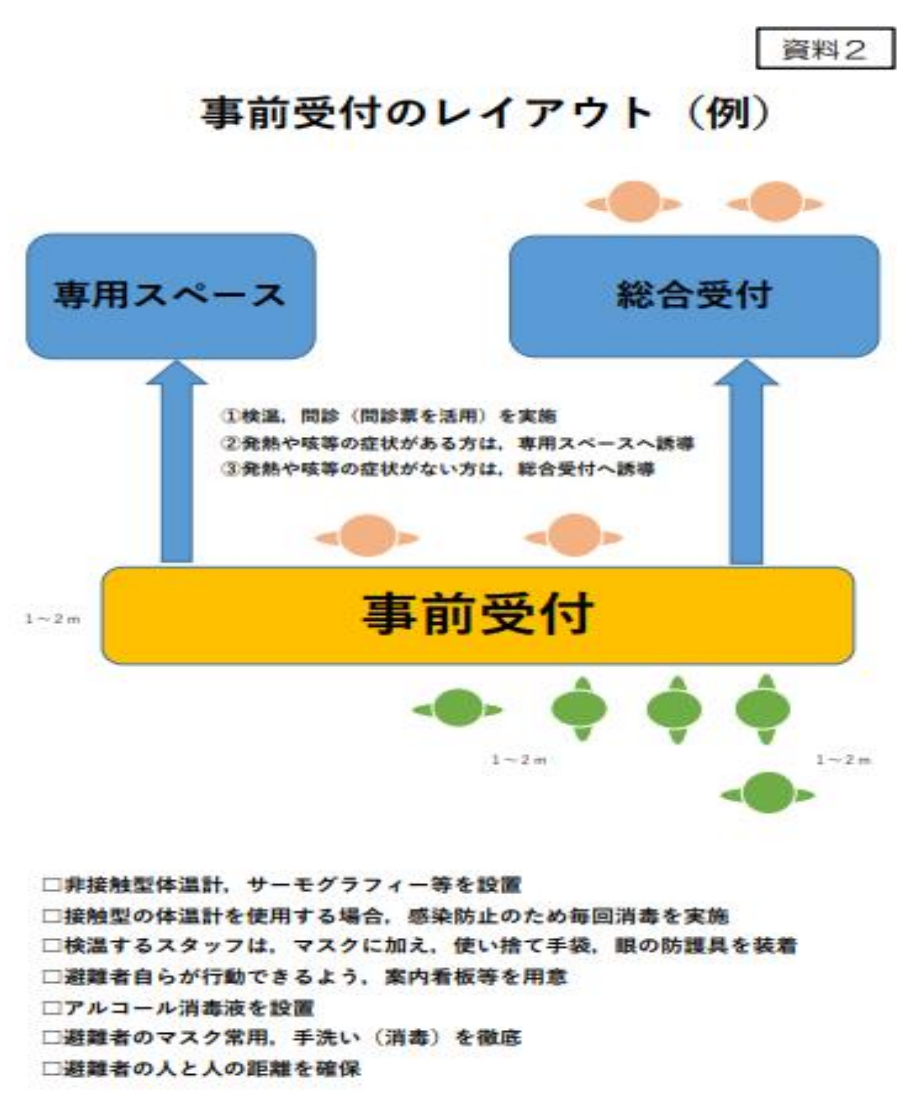 資料２
事前受付のレイアウト（例）
専用スペース
総合受付
①検温，問診（問診票を活用）を実施
②発熱や咳等の症状がある方は，専用スペースへ誘導
③発熱や咳等の症状がない方は，総合受付へ誘導
事前受付
１～２ｍ
１～２ｍ
１～２ｍ
□非接触型体温計，サーモグラフィー等を設置
□接触型の体温計を使用する場合，感染防止のため毎回消毒を実施
□検温するスタッフは，マスクに加え，使い捨て手袋，眼の防護具を装着
□避難者自らが行動できるよう，案内看板等を用意
□アルコール消毒液を設置
□避難者のマスク常用，手洗い（消毒）を徹底
□避難者の人と人の距離を確保